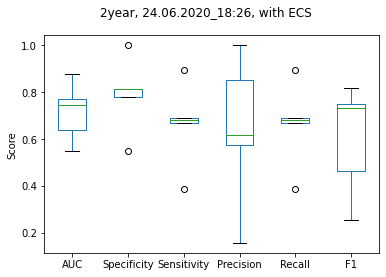 2year, 24.06.2020_18:26, with ECS
1.0
0.8
0.6
0.4
0.2
Score
AUC Specificity Sensitivity Precision Recall F1